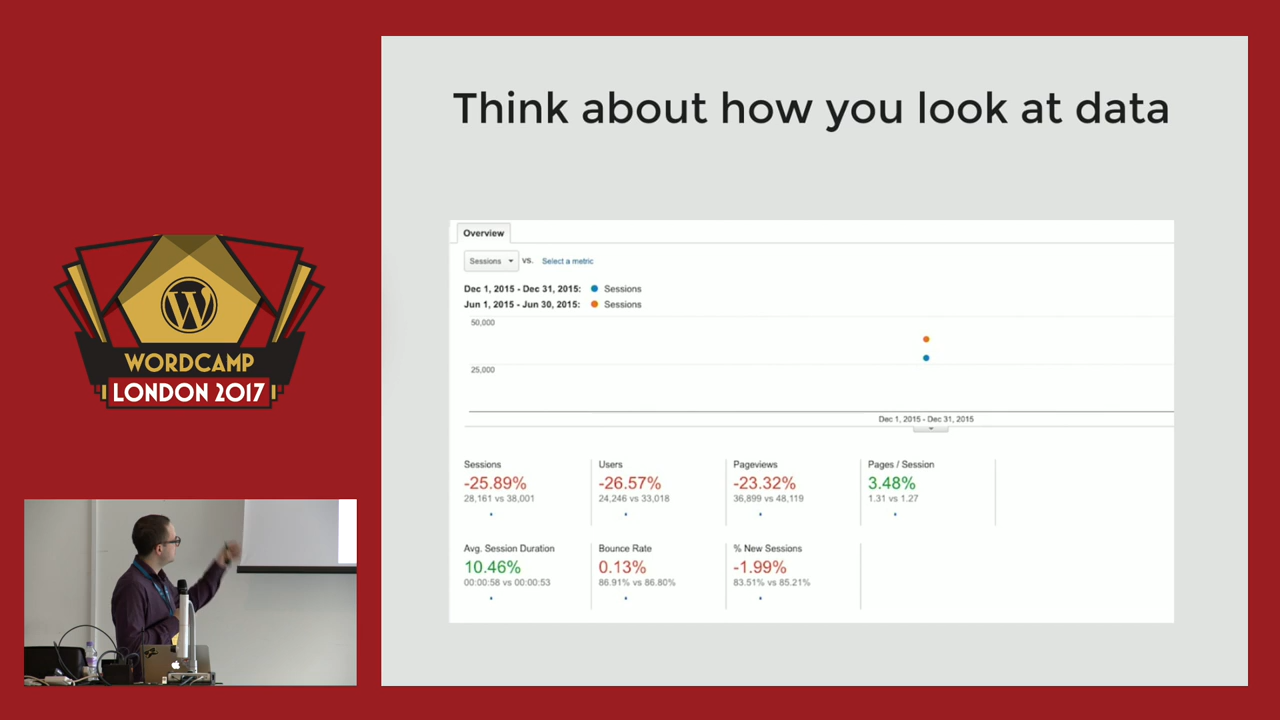 Think about how you look at data
Overview
Sessions VS. Select a metric
Dec 1, 2015 - Dec 31, 2015: Sessions
Jun 1, 2015 - Jun 30, 2015: Sessions
50,000
25,000
Dec 1, 2015 - Dec 31, 2015
Sessions Users Pageviews Pages / Session
-25.89% -26.57% -23.32% 3.48%
28,161 vs 38,001 24,246 vs 33,018 36,899 vs 48,119 1.31 vs 1.27
Avg. Session Duration Bounce Rate % New Sessions
10.46% 0.13% -1.99%
00:00:58 vs 00:00:53 86.91% vs 86.80% 83.51% vs 85.21%
W
WORDCAMP
LONDON 2017